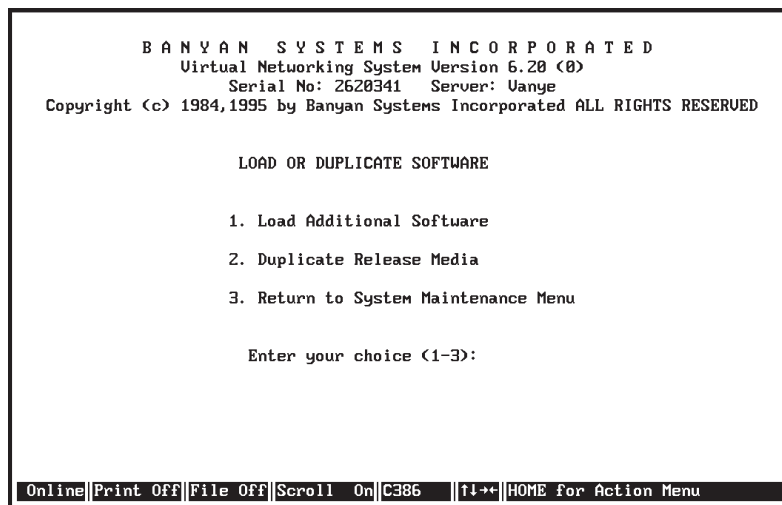 B A N Y A N   S Y S T E M S   I N C O R P O R A T E D
Virtual Networking System Version 6.20 (0)
Serial No: 2620341   Server: Vanye
Copyright (c) 1984,1995 by Banyan Systems Incorporated ALL RIGHTS RESERVED
LOAD OR DUPLICATE SOFTWARE
1. Load Additional Software
2. Duplicate Release Media
3. Return to System Maintenance Menu
Enter your choice (1-3):
Online║Print Off║File Off║Scroll  On║C386   ║↑↓→←║HOME for Action Menu